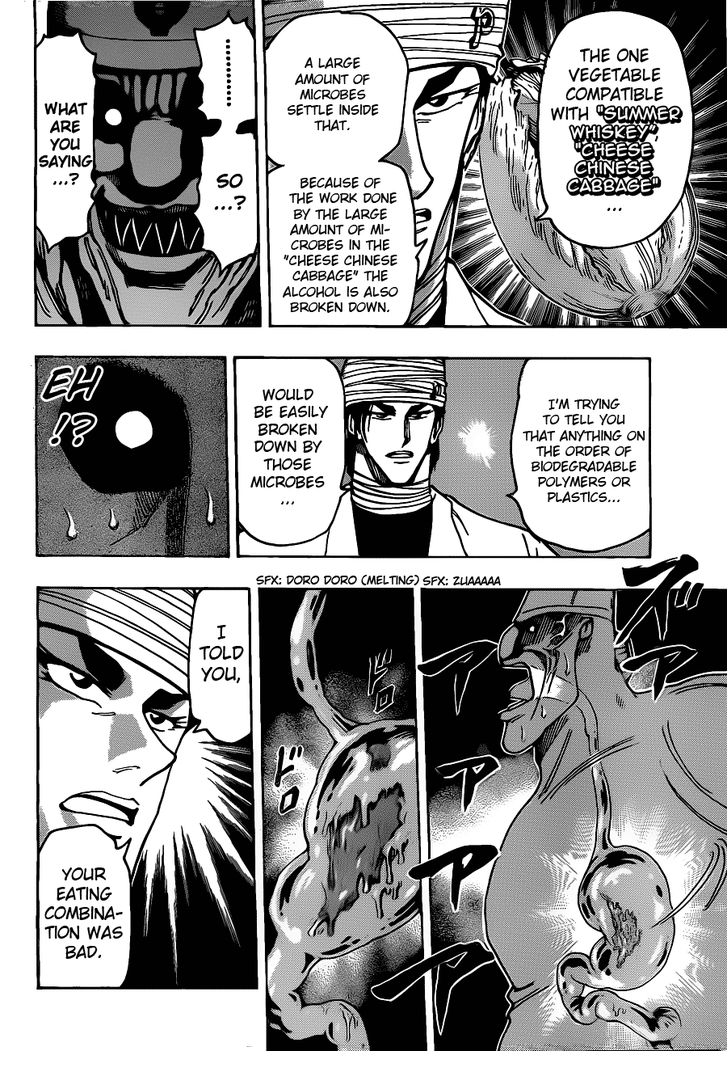 THE ONE
VEGETABLE
COMPATIBLE
WITH "SUMMER
WHISKEY",
"CHEESE
CHINESE
CABBAGE"
...
P
A LARGE
AMOUNT OF
MICROBES
SETTLE INSIDE
THAT.
BECAUSE OF
THE WORK DONE
BY THE LARGE
AMOUNT OF MI-
CROBES IN THE
"CHEESE CHINESE
CABBAGE" THE
ALCOHOL IS ALSO
BROKEN DOWN.
.........
SO
...?
WHAT
ARE YOU
SAYING
...?
I'M TRYING
TO TELL YOU
THAT ANYTHING ON
THE ORDER OF
BIODEGRADABLE
POLYMERS OR
PLASTICS...
WOULD
BE EASILY
BROKEN
DOWN BY
THOSE
MICROBES
...
EH
!?
SFX: DORO DORO (MELTING) SFX: ZUAAAAA
ズアアアア
ドロ
ドロ
I
TOLD
YOU,
YOUR
EATING
COMBINA-
TION WAS
BAD.